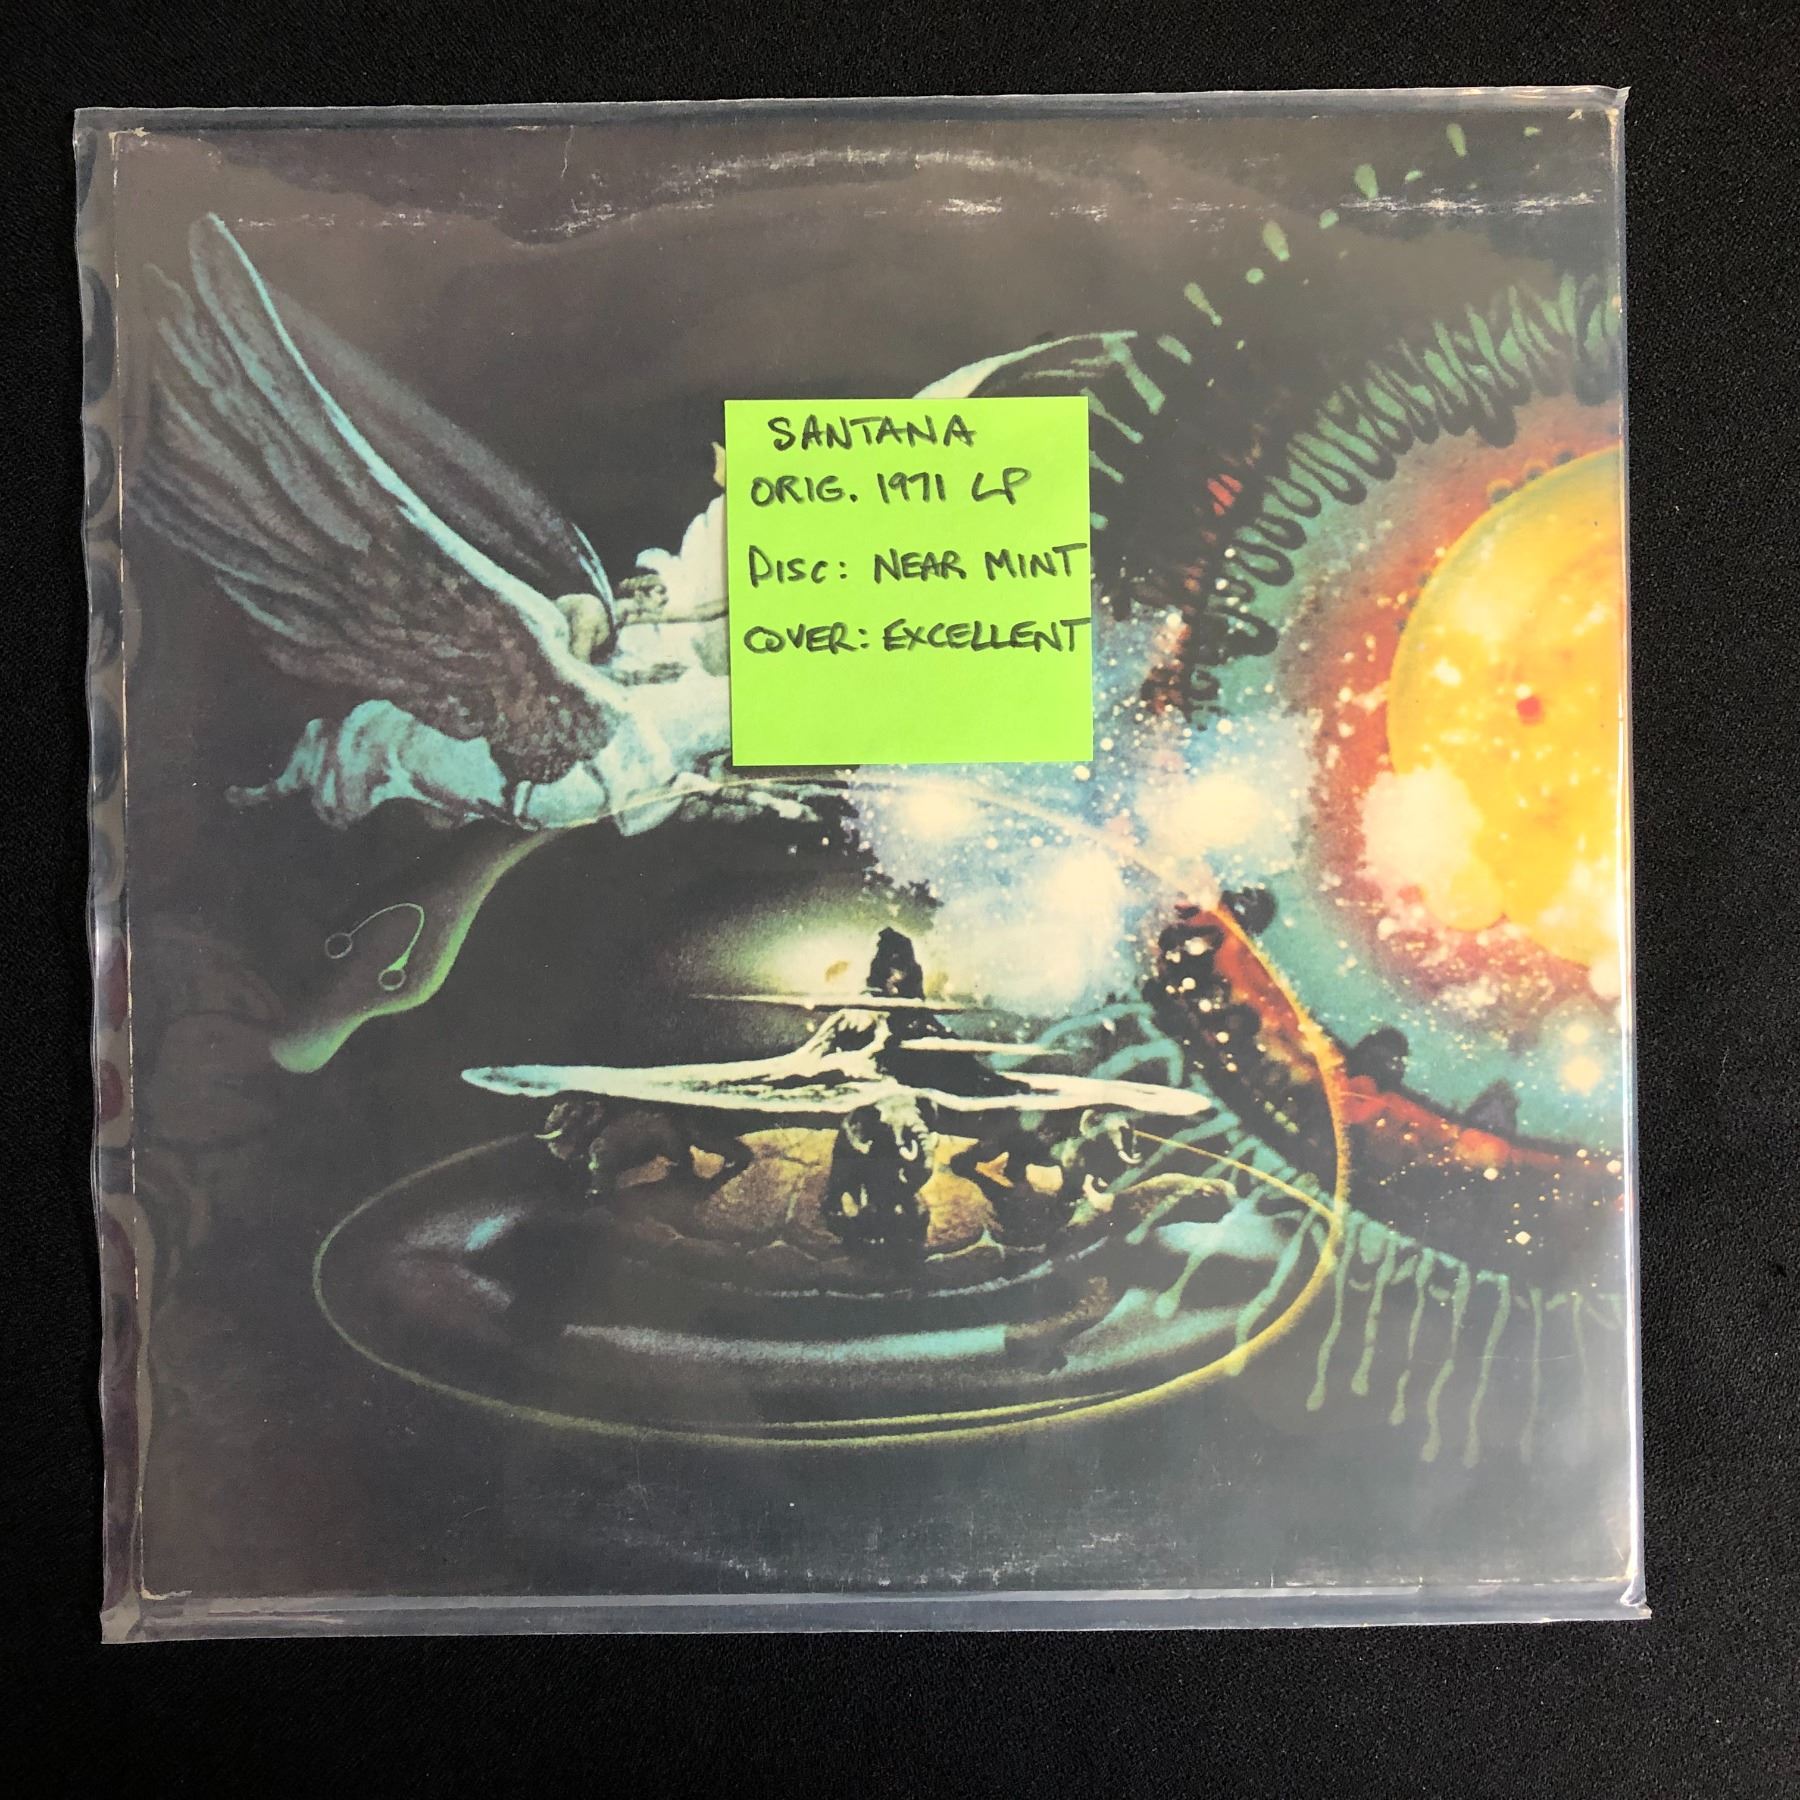 SANTANA
ORIG. 1971 LP
DISC: NEAR MINT
COVER: EXCELLENT